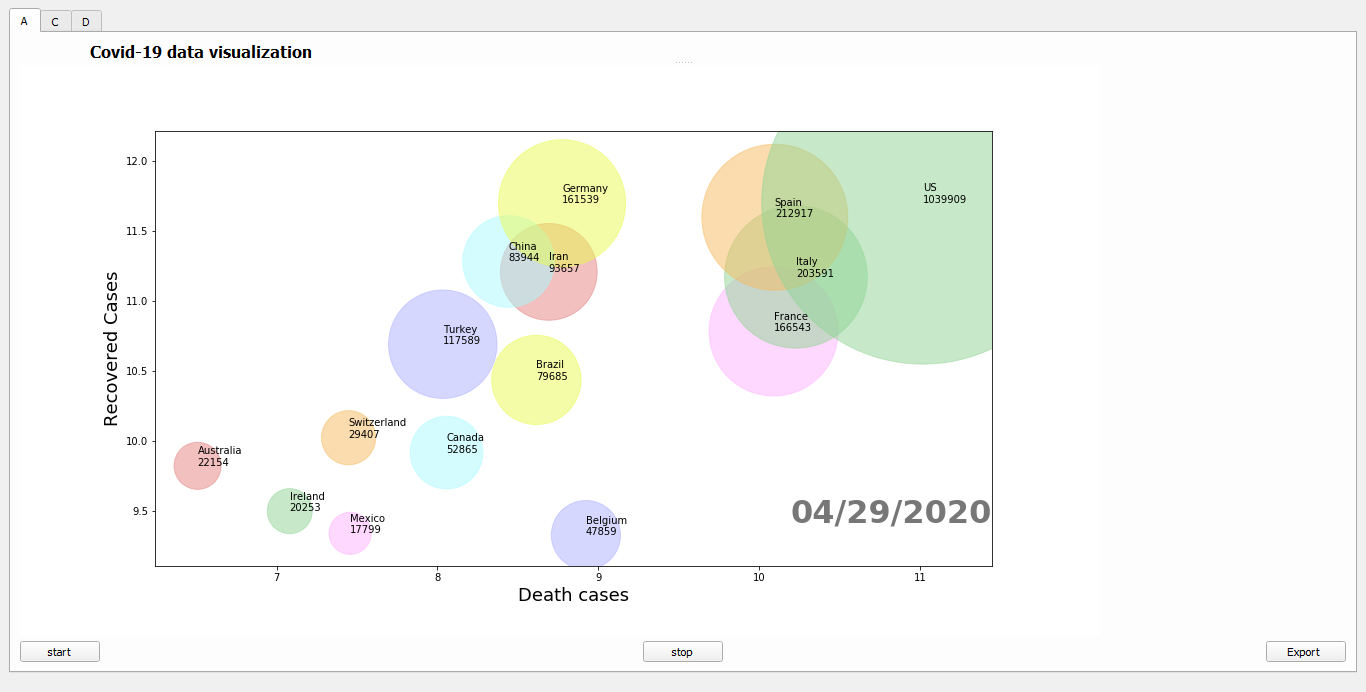 A
C
D
Covid-19 data visualization
Recovered Cases
12.0
11.5
11.0
10.5
10.0
9.5
Germany
161539
US
1039909
Spain
212917
China
83944
Iran
93657
Italy
203591
France
166543
Turkey
117589
Brazil
79685
Switzerland
29407
Canada
52865
Australia
22154
Ireland
20253
Mexico
17799
Belgium
47859
04/29/2020
7
8
9
10
11
Death cases
start
stop
Export